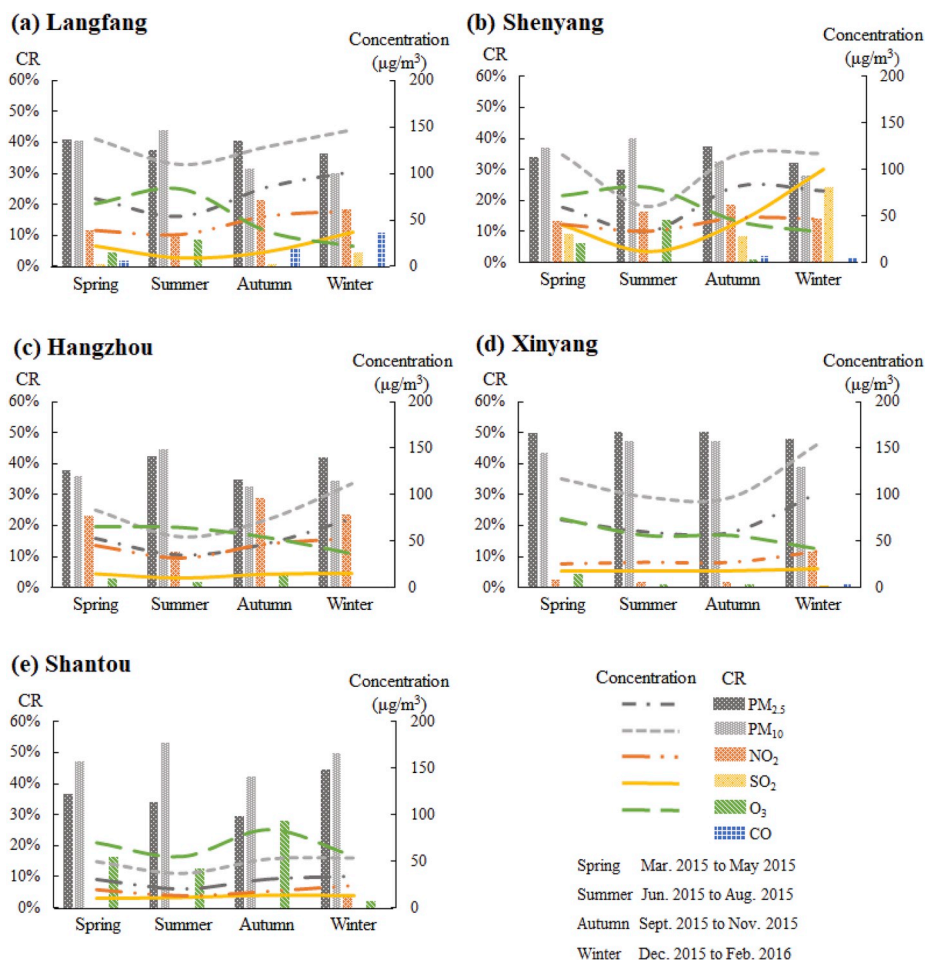 (a) Langfang
CR
Concentration
(µg/m³)
60%
50%
40%
30%
20%
10%
0%
200
150
100
50
0
Spring Summer Autumn Winter
(b) Shenyang
CR
Concentration
(µg/m³)
60%
50%
40%
30%
20%
10%
0%
200
150
100
50
0
Spring Summer Autumn Winter
(c) Hangzhou
CR
Concentration
(µg/m³)
60%
50%
40%
30%
20%
10%
0%
200
150
100
50
0
Spring Summer Autumn Winter
(d) Xinyang
CR
Concentration
(µg/m³)
60%
50%
40%
30%
20%
10%
0%
200
150
100
50
0
Spring Summer Autumn Winter
(e) Shantou
CR
Concentration
(µg/m³)
60%
50%
40%
30%
20%
10%
0%
200
150
100
50
0
Spring Summer Autumn Winter
Concentration CR
PM₂.₅
PM₁₀
NO₂
SO₂
O₃
CO
Spring Mar. 2015 to May 2015
Summer Jun. 2015 to Aug. 2015
Autumn Sept. 2015 to Nov. 2015
Winter Dec. 2015 to Feb. 2016